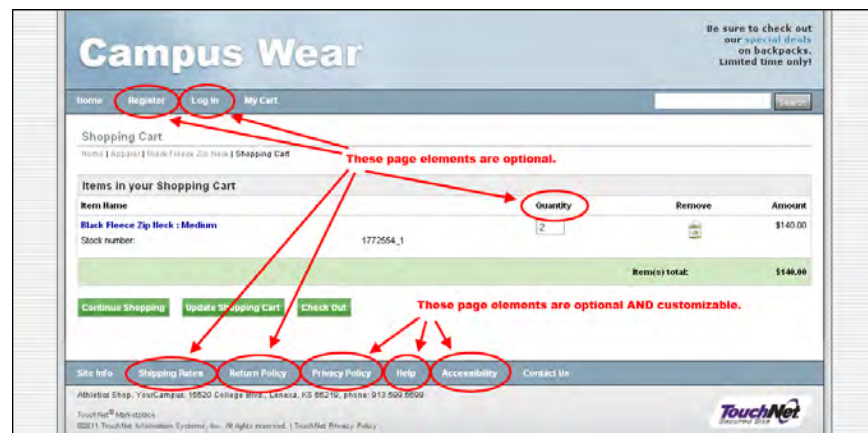 Campus Wear
Be sure to check out
our special deals
on backpacks.
Limited time only!
Home Register Log In My Cart Search
Shopping Cart
Home | Apparel | Black Fleece Zip Neck | Shopping Cart
These page elements are optional.
Items in your Shopping Cart
Item Name Quantity Remove Amount
Black Fleece Zip Neck : Medium 2 $140.00
Stock number: 1772554_1
Item(s) total: $140.00
These page elements are optional AND customizable.
Continue Shopping Update Shopping Cart Check Out
Site Info Shipping Rates Return Policy Privacy Policy Help Accessibility Contact Us
Athletics Shop, YourCampus, 15520 College Blvd., Lenexa, KS 66219, phone: 913.599.6699
TouchNet® Marketplace
©2011 TouchNet Information Systems, Inc. All rights reserved. | TouchNet Privacy Policy
TouchNet
Secured Site